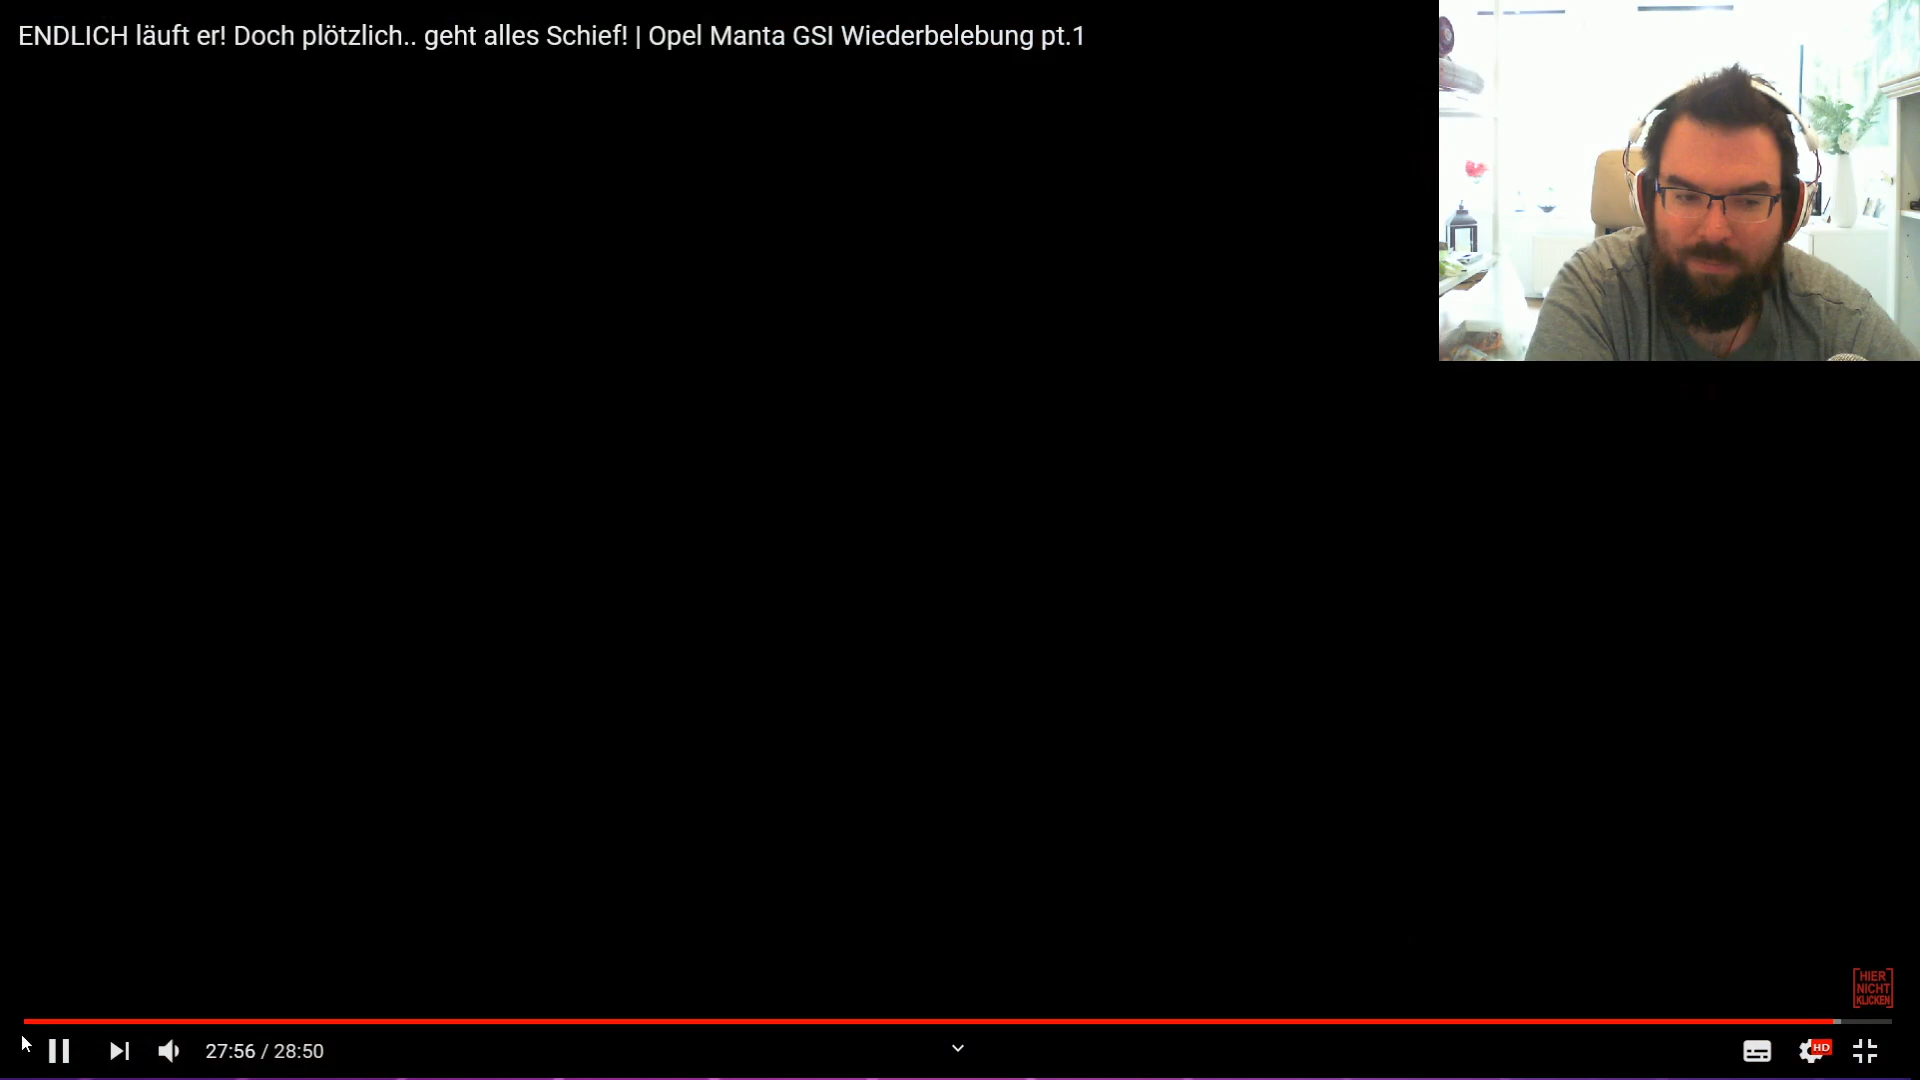 ENDLICH läuft er! Doch plötzlich.. geht alles Schief! | Opel Manta GSI Wiederbelebung pt.1
HIER
NICHT
KLICKEN
27:56 / 28:50
HD